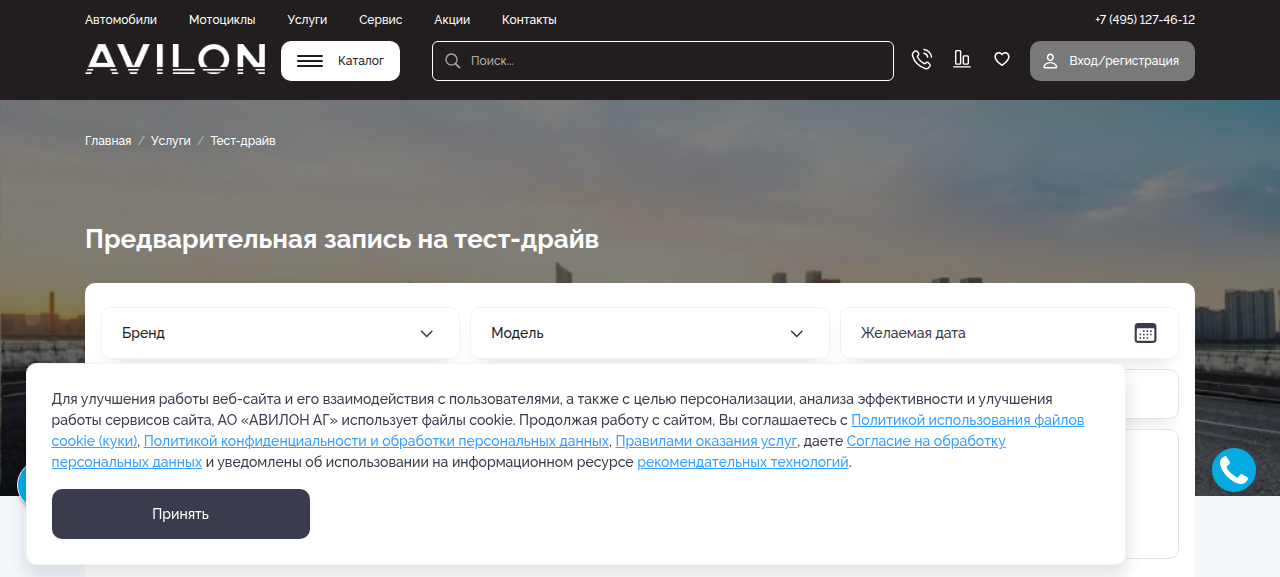 Автомобили Мотоциклы Услуги Сервис Акции Контакты +7 (495) 127-46-12
AVILON Каталог Поиск... Вход/регистрация
Главная / Услуги / Тест-драйв
Предварительная запись на тест-драйв
Бренд Модель Желаемая дата
Для улучшения работы веб-сайта и его взаимодействия с пользователями, а также с целью персонализации, анализа эффективности и улучшения
работы сервисов сайта, АО «АВИЛОН АГ» использует файлы cookie. Продолжая работу с сайтом, Вы соглашаетесь с Политикой использования файлов
cookie (куки), Политикой конфиденциальности и обработки персональных данных, Правилами оказания услуг, даете Согласие на обработку
персональных данных и уведомлены об использовании на информационном ресурсе рекомендательных технологий.
Принять